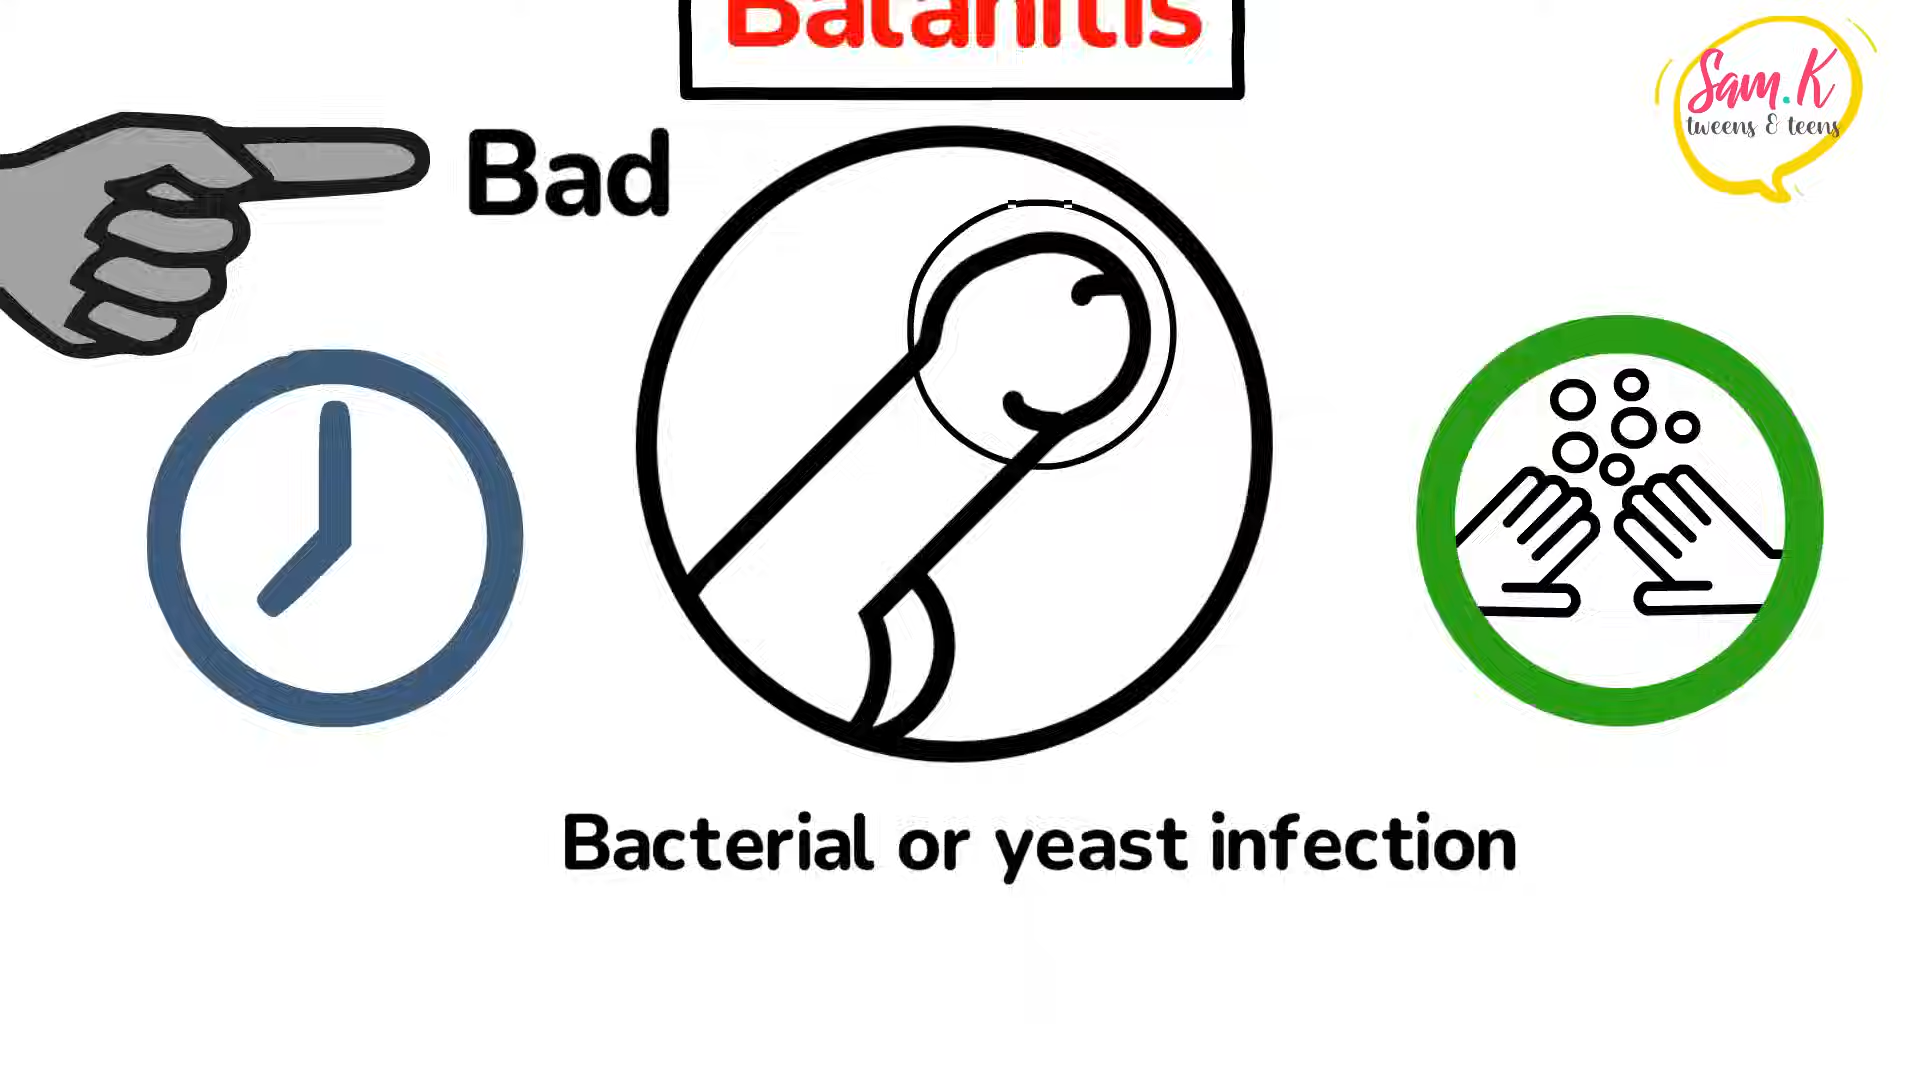 Balanitis
Sam.K
tweens & teens
Bad
Bacterial or yeast infection